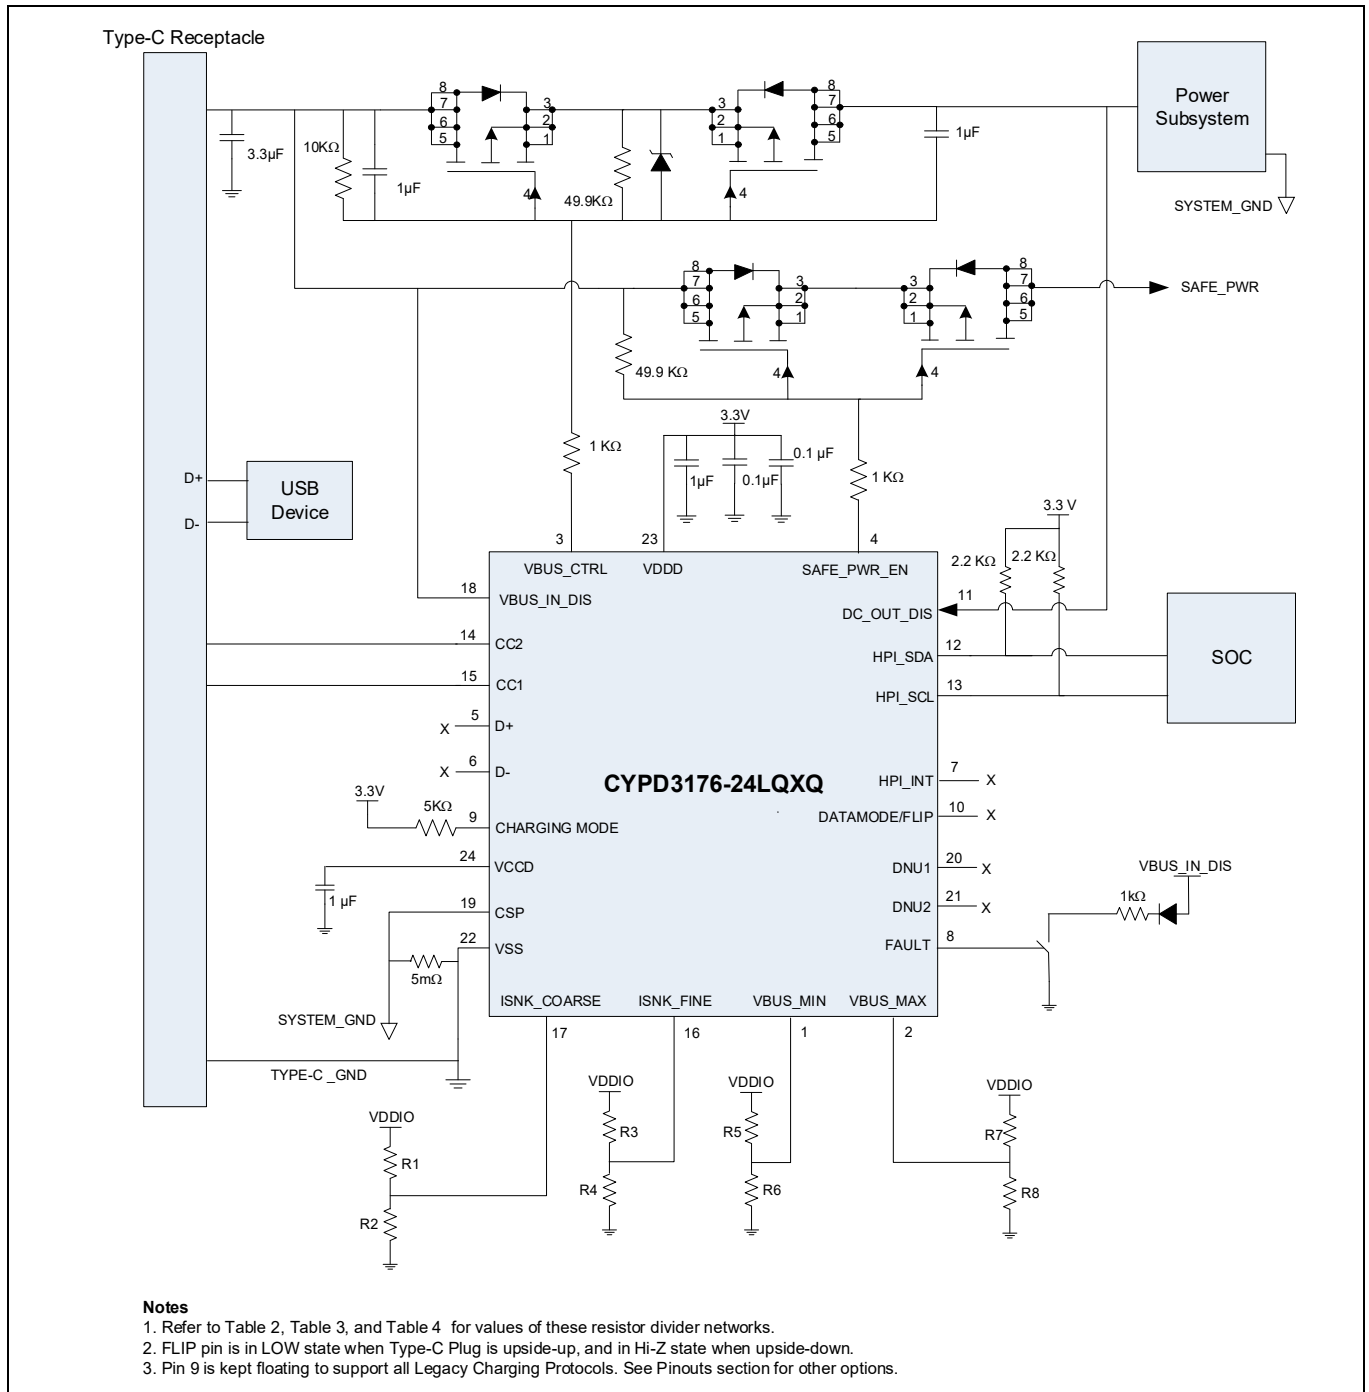 Type-C Receptacle
8
7
6
5
3
2
1
4
3
2
1
8
7
6
5
4
3.3µF
10KΩ
1µF
49.9KΩ
1µF
Power
Subsystem
SYSTEM_GND
8
7
6
5
3
2
1
4
3
2
1
8
7
6
5
4
SAFE_PWR
49.9 KΩ
1 KΩ
3.3V
1µF
0.1µF
0.1 µF
1 KΩ
3.3 V
2.2 KΩ
2.2 KΩ
D+
D-
USB
Device
3
23
4
VBUS_CTRL
VDDD
SAFE_PWR_EN
18
VBUS_IN_DIS
11
DC_OUT_DIS
14
CC2
12
HPI_SDA
SOC
15
CC1
13
HPI_SCL
5
X
D+
6
X
D-
CYPD3176-24LQXQ
7
HPI_INT
X
3.3V
5KΩ
9
CHARGING MODE
10
DATAMODE/FLIP
X
24
VCCD
1 µF
20
DNU1
X
19
CSP
21
DNU2
X
22
VSS
5mΩ
8
FAULT
VBUS_IN_DIS
1kΩ
SYSTEM_GND
ISNK_COARSE
ISNK_FINE
VBUS_MIN
VBUS_MAX
17
16
1
2
TYPE-C _GND
VDDIO
R1
R2
VDDIO
R3
R4
VDDIO
R5
R6
VDDIO
R7
R8
Notes
1. Refer to Table 2, Table 3, and Table 4 for values of these resistor divider networks.
2. FLIP pin is in LOW state when Type-C Plug is upside-up, and in Hi-Z state when upside-down.
3. Pin 9 is kept floating to support all Legacy Charging Protocols. See Pinouts section for other options.